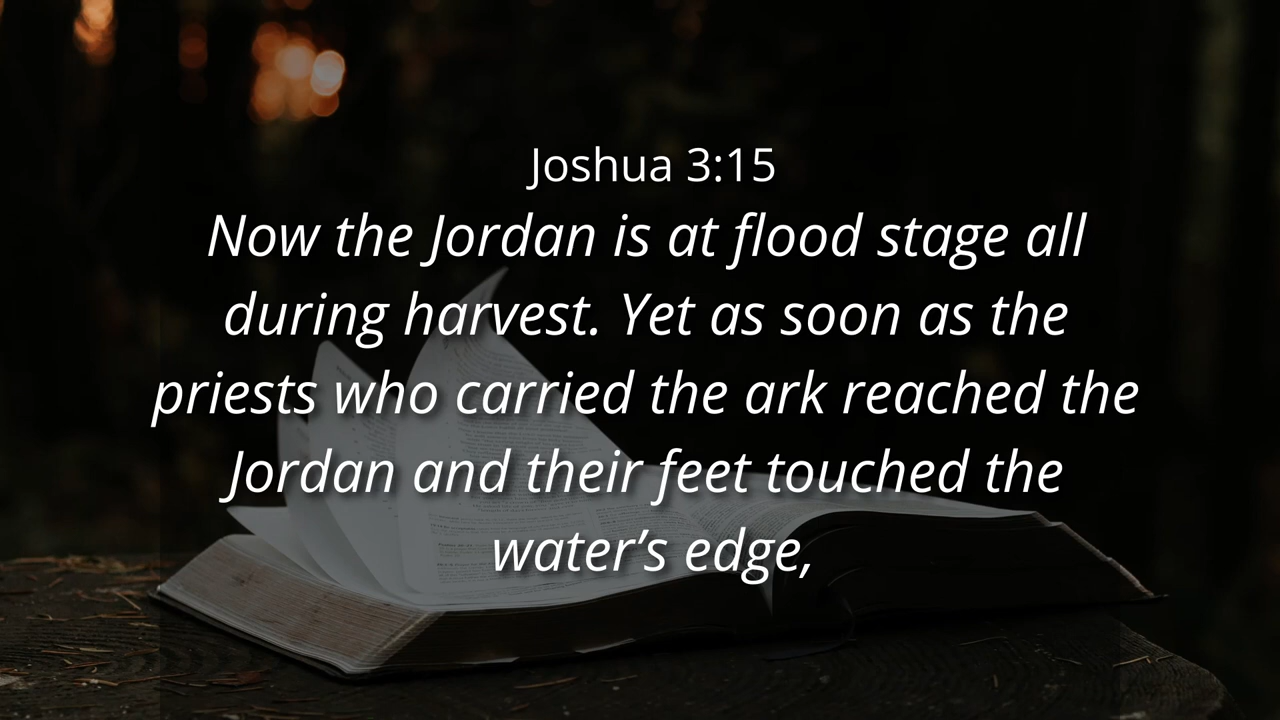 Joshua 3:15
Now the Jordan is at flood stage all
during harvest. Yet as soon as the
priests who carried the ark reached the
Jordan and their feet touched the
water’s edge,